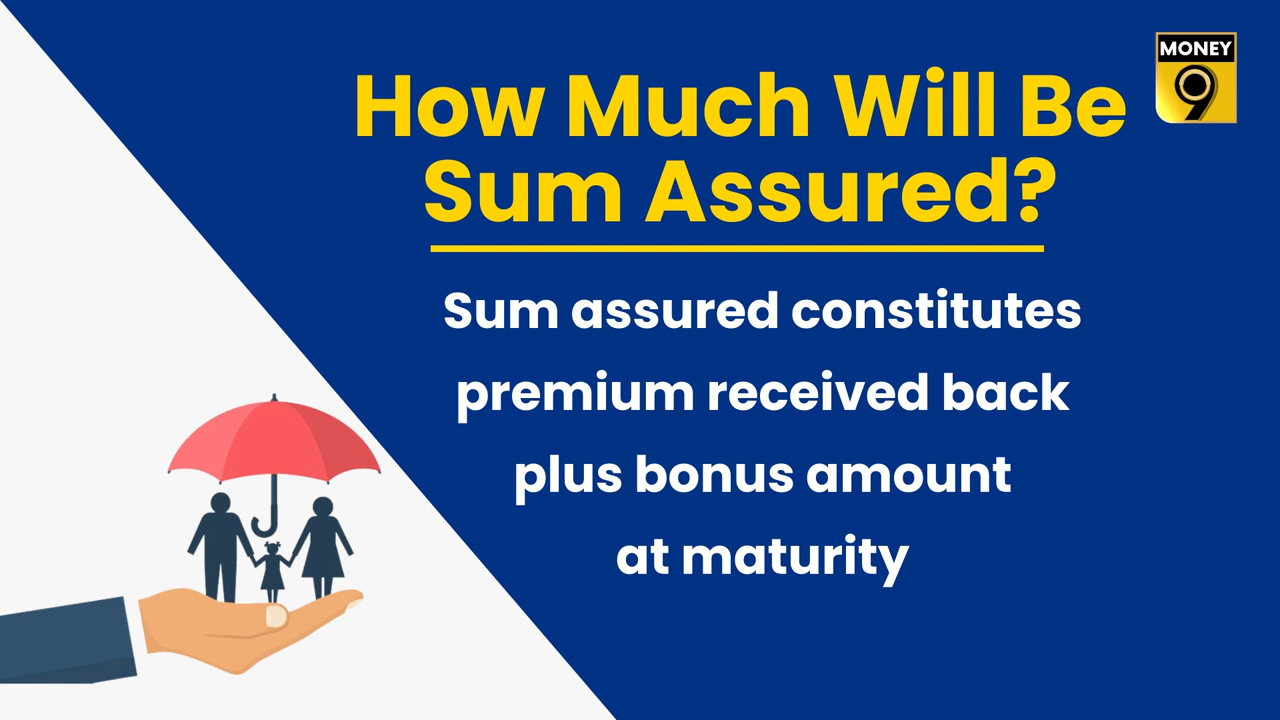 MONEY
9
How Much Will Be
Sum Assured?
Sum assured constitutes
premium received back
plus bonus amount
at maturity